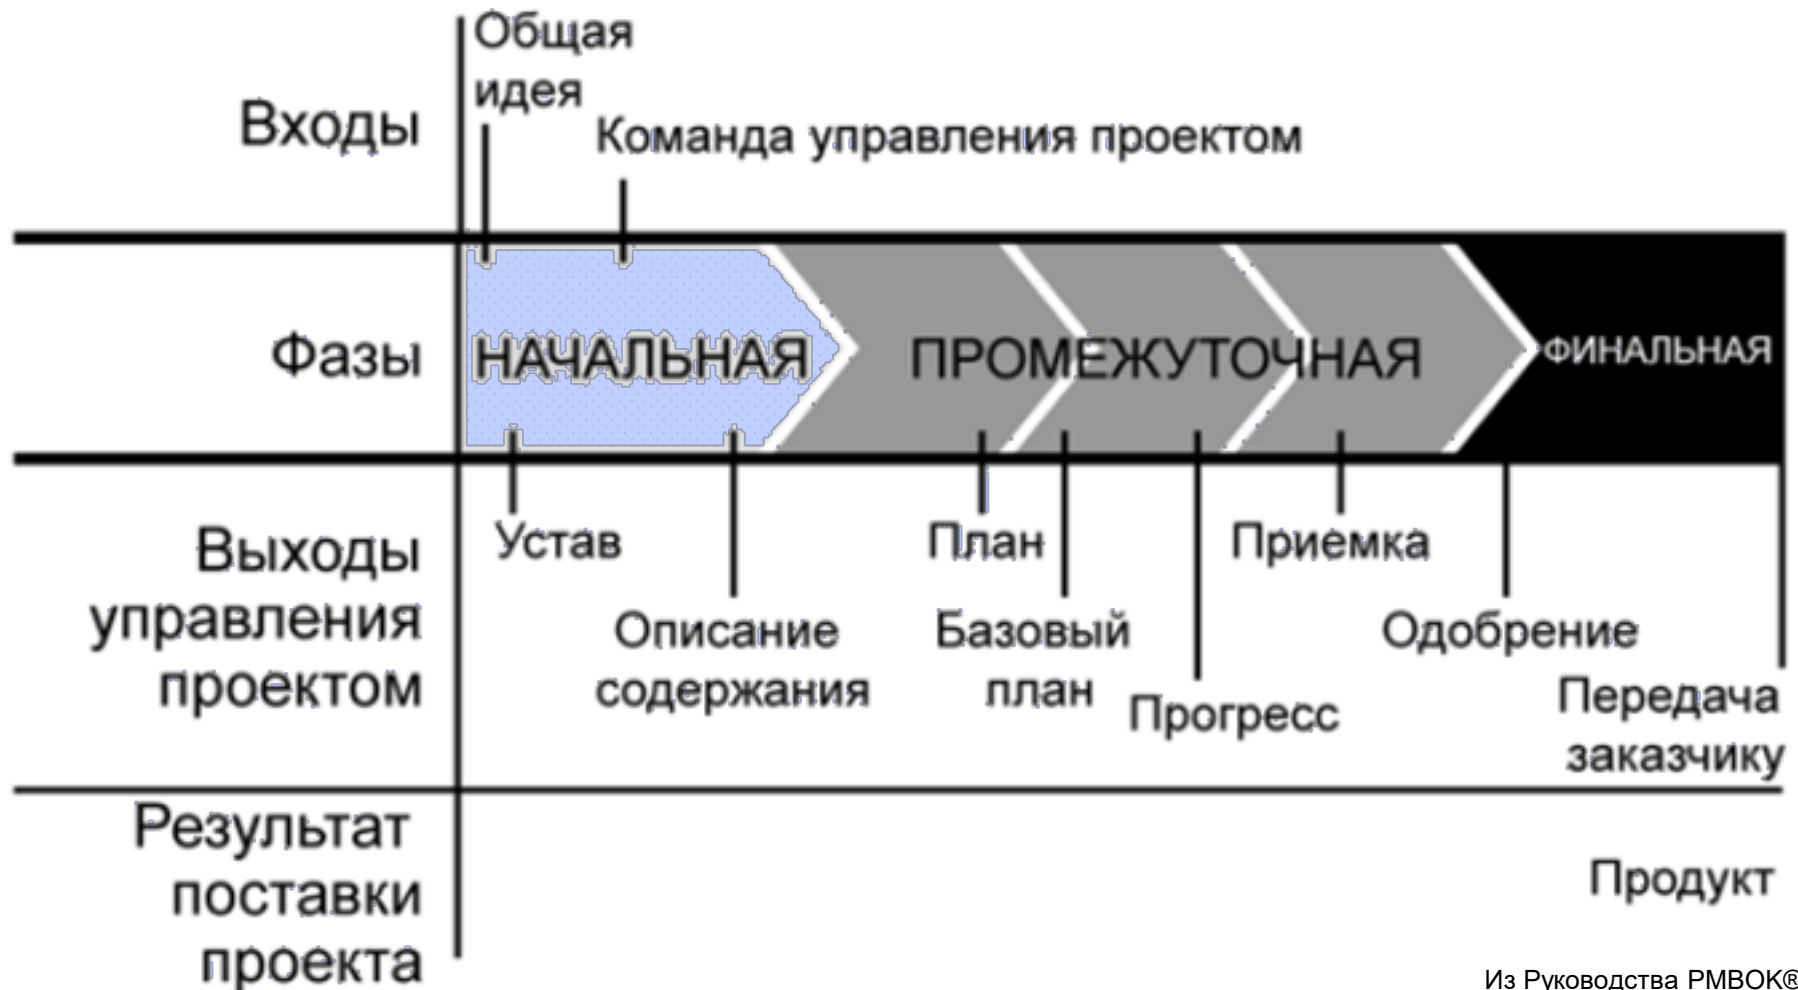 Общая
идея
Входы
Команда управления проектом
Фазы
НАЧАЛЬНАЯ
ПРОМЕЖУТОЧНАЯ
ФИНАЛЬНАЯ
Выходы
управления
проектом
Устав
Описание
содержания
План
Базовый
план
Прогресс
Приемка
Одобрение
Передача
заказчику
Результат
поставки
проекта
Продукт
Из Руководства PMBOK®